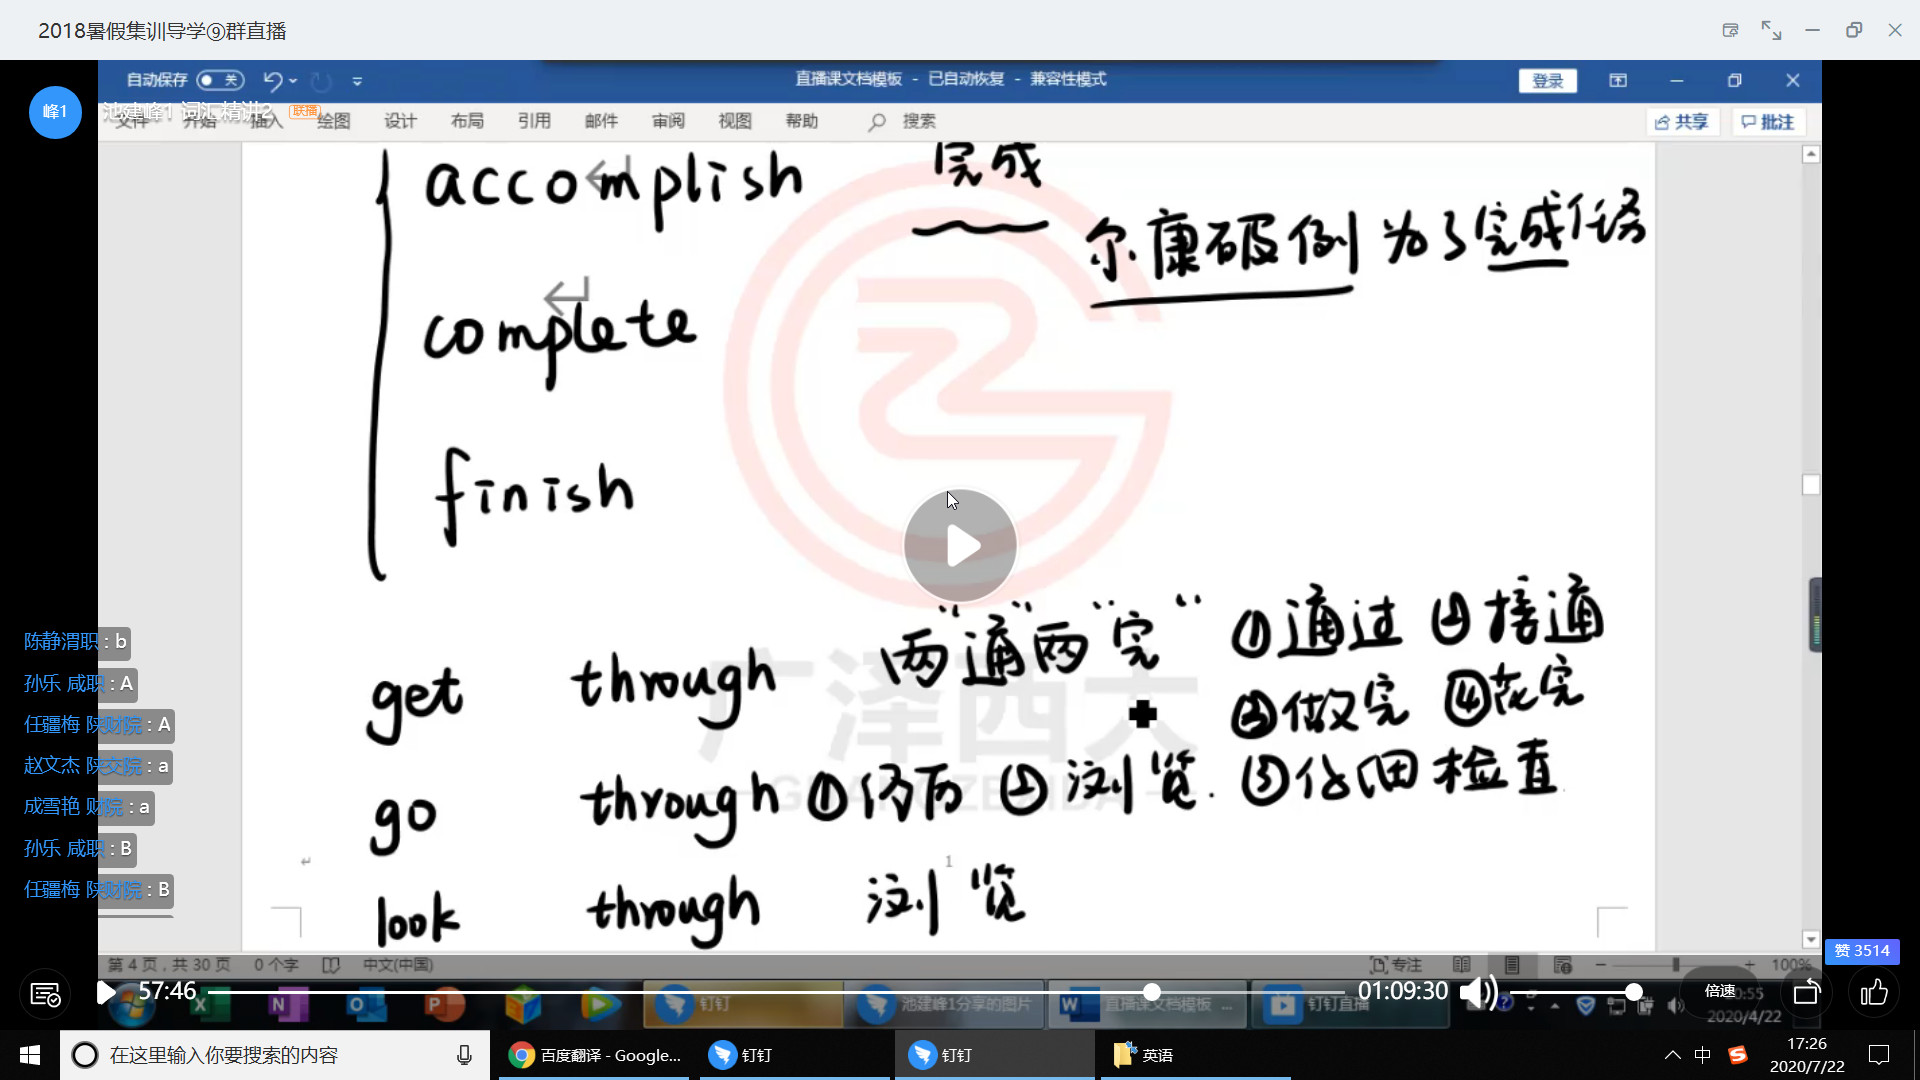 2018暑假集训导学⑨群直播
自动保存 关
直播课文档模板 - 已自动恢复 - 兼容性模式
登录
峰1
池建峰1 词汇精讲2 联播
文件 开始 插入 绘图 设计 布局 引用 邮件 审阅 视图 帮助 搜索
共享 批注
accomplish 完成
尔康破例 为了完成任务
complete
finish
get through 两"通"两"完" ①通过 ②接通
③做完 ④花完
go through ① ② 浏览. ③仔细检查
look through 浏览
广泽西大
GUANGZEXIDA
1
陈静渭职 : b
孙乐 咸职 : A
任疆梅 陕财院 : A
赵文杰 陕交院 : a
成雪艳 财院 : a
孙乐 咸职 : B
任疆梅 陕财院 : B
赞 3514
第 4 页，共 30 页 0 个字 中文(中国)
专注 100%
57:46
01:09:30
倍速
钉钉 池建峰1分享的图片 直播课文档模板 ... 钉钉直播
2020/4/22
在这里输入你要搜索的内容
百度翻译 - Google... 钉钉 钉钉 英语
中 17:26
2020/7/22